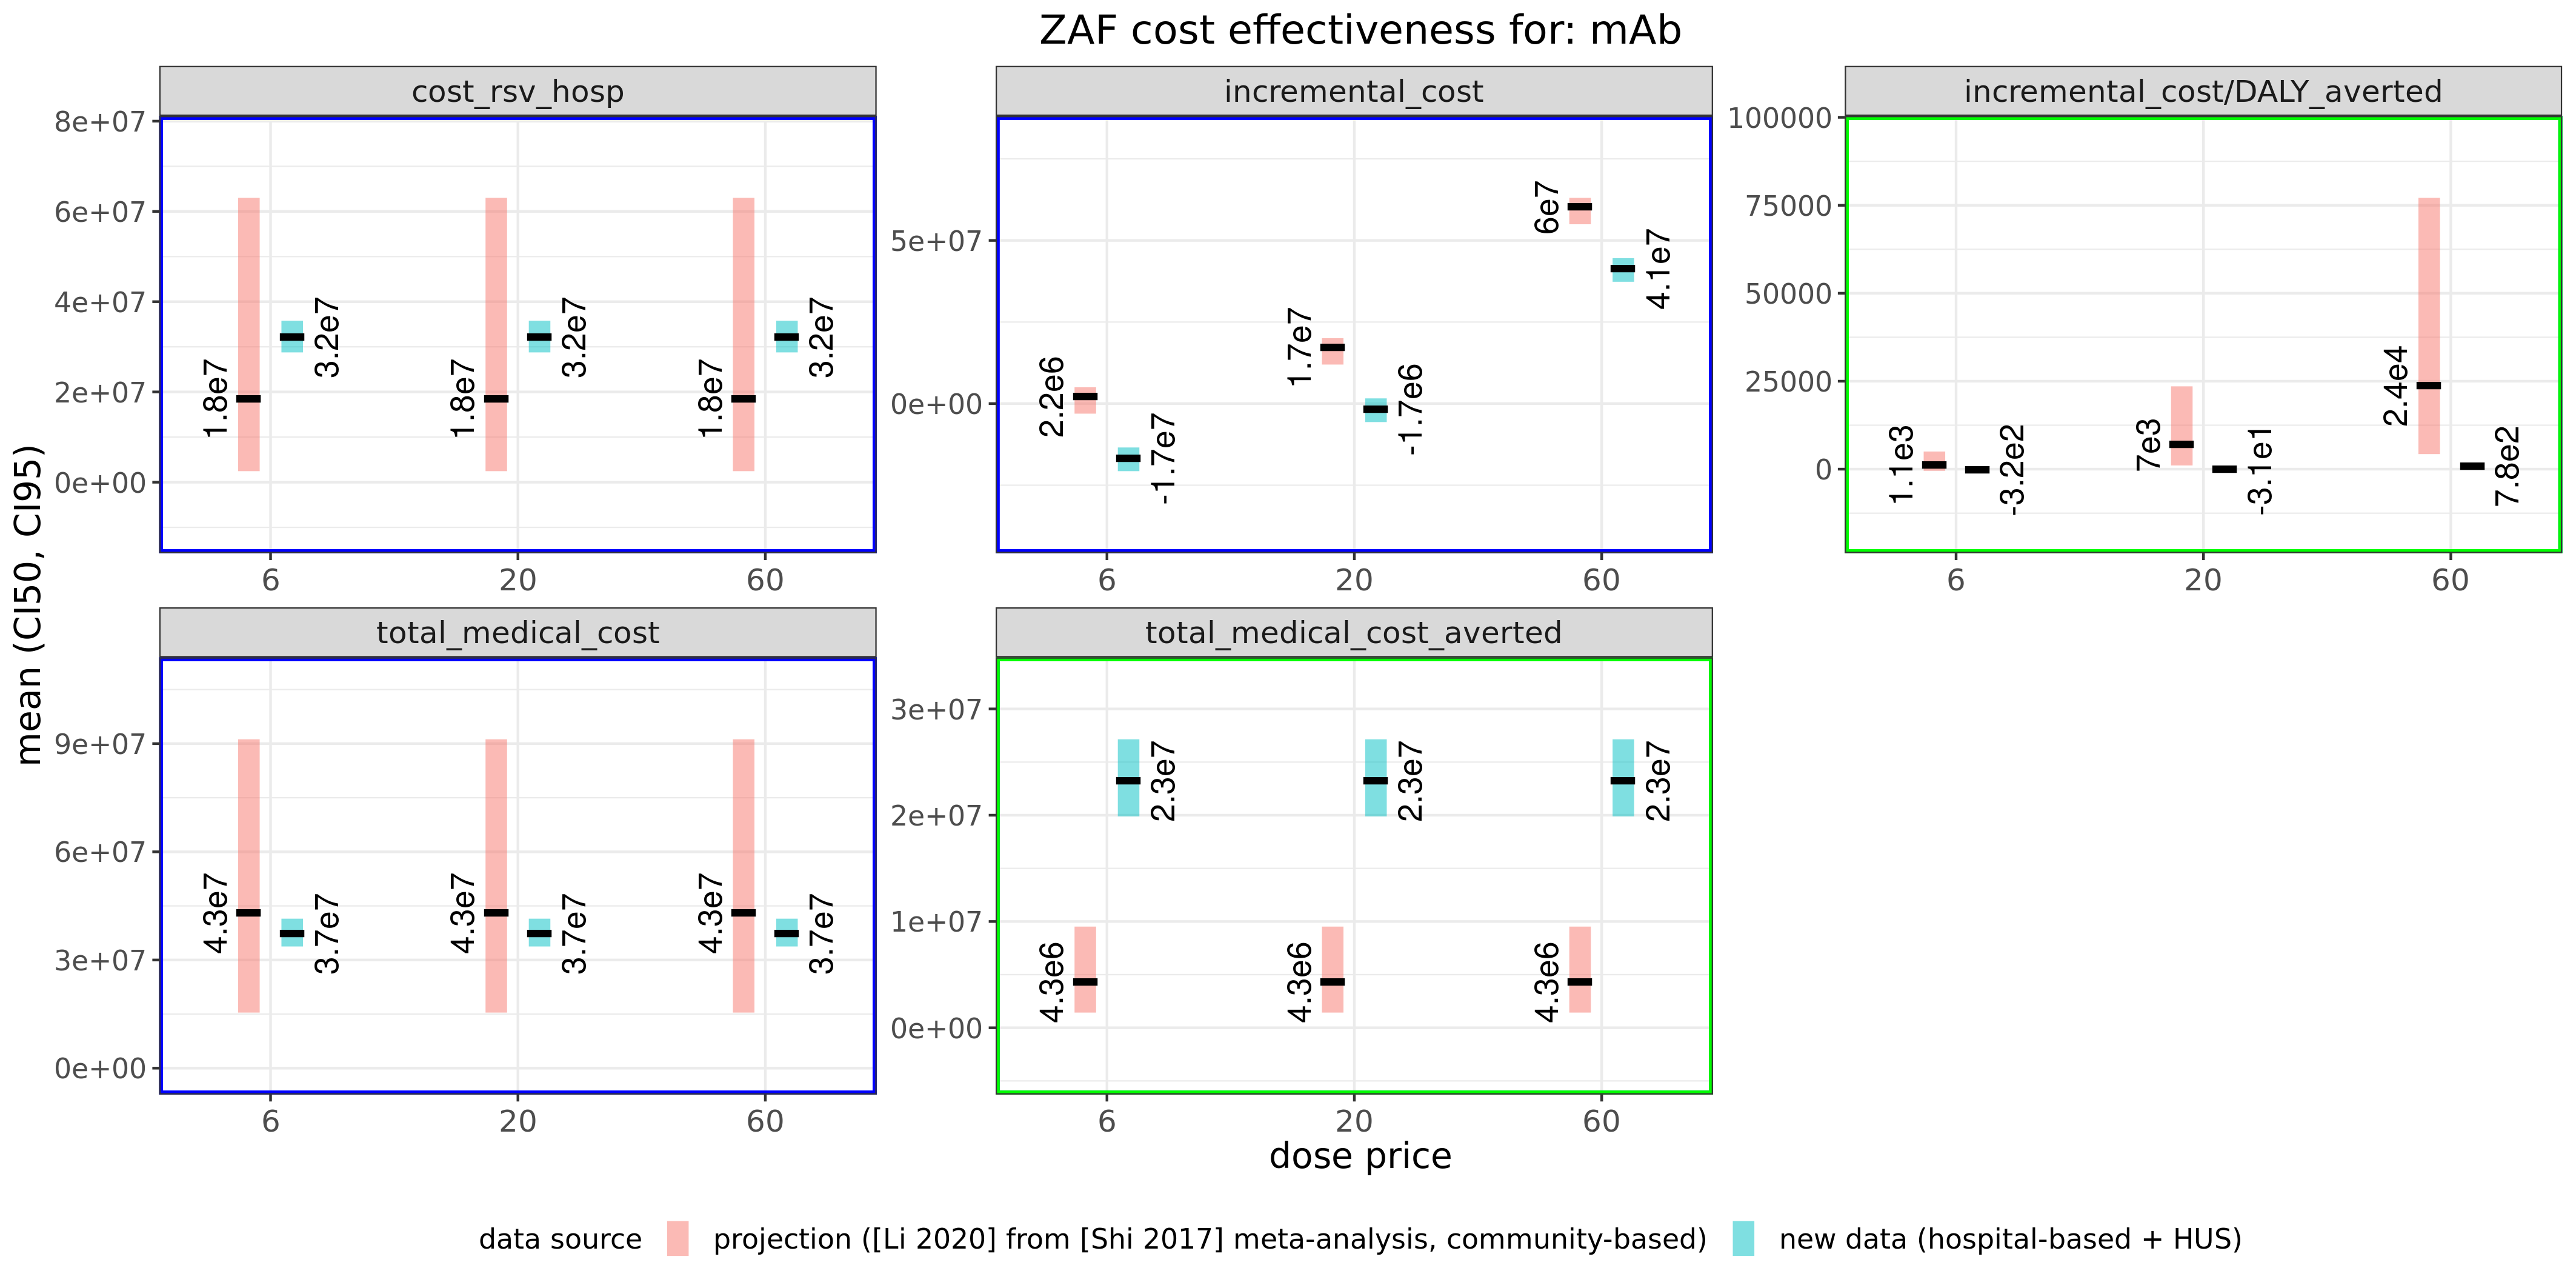 ZAF cost effectiveness for: mAb
mean (CI50, CI95)
cost_rsv_hosp
8e+07
6e+07
4e+07
2e+07
0e+00
1.8e7
3.2e7
1.8e7
3.2e7
1.8e7
3.2e7
6
20
60
incremental_cost
5e+07
0e+00
2.2e6
-1.7e7
1.7e7
-1.7e6
6e7
4.1e7
6
20
60
incremental_cost/DALY_averted
100000
75000
50000
25000
0
1.1e3
-3.2e2
7e3
-3.1e1
2.4e4
7.8e2
6
20
60
total_medical_cost
9e+07
6e+07
3e+07
0e+00
4.3e7
3.7e7
4.3e7
3.7e7
4.3e7
3.7e7
6
20
60
total_medical_cost_averted
3e+07
2e+07
1e+07
0e+00
4.3e6
2.3e7
4.3e6
2.3e7
4.3e6
2.3e7
6
20
60
dose price
data source
projection ([Li 2020] from [Shi 2017] meta-analysis, community-based)
new data (hospital-based + HUS)